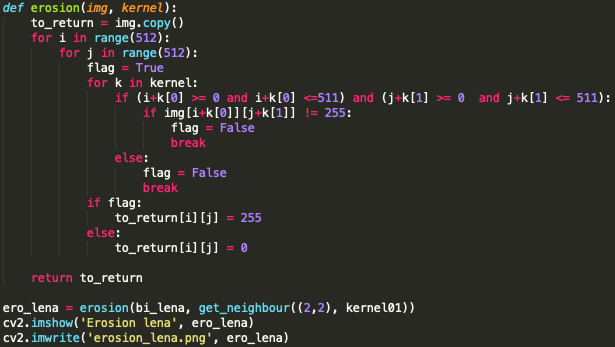 def erosion(img, kernel):
    to_return = img.copy()
    for i in range(512):
        for j in range(512):
            flag = True
            for k in kernel:
                if (i+k[0] >= 0 and i+k[0] <=511) and (j+k[1] >= 0  and j+k[1] <= 511):
                    if img[i+k[0]][j+k[1]] != 255:
                        flag = False
                        break
                else:
                    flag = False
                    break
            if flag:
                to_return[i][j] = 255
            else:
                to_return[i][j] = 0

    return to_return

ero_lena = erosion(bi_lena, get_neighbour((2,2), kernel01))
cv2.imshow('Erosion lena', ero_lena)
cv2.imwrite('erosion_lena.png', ero_lena)